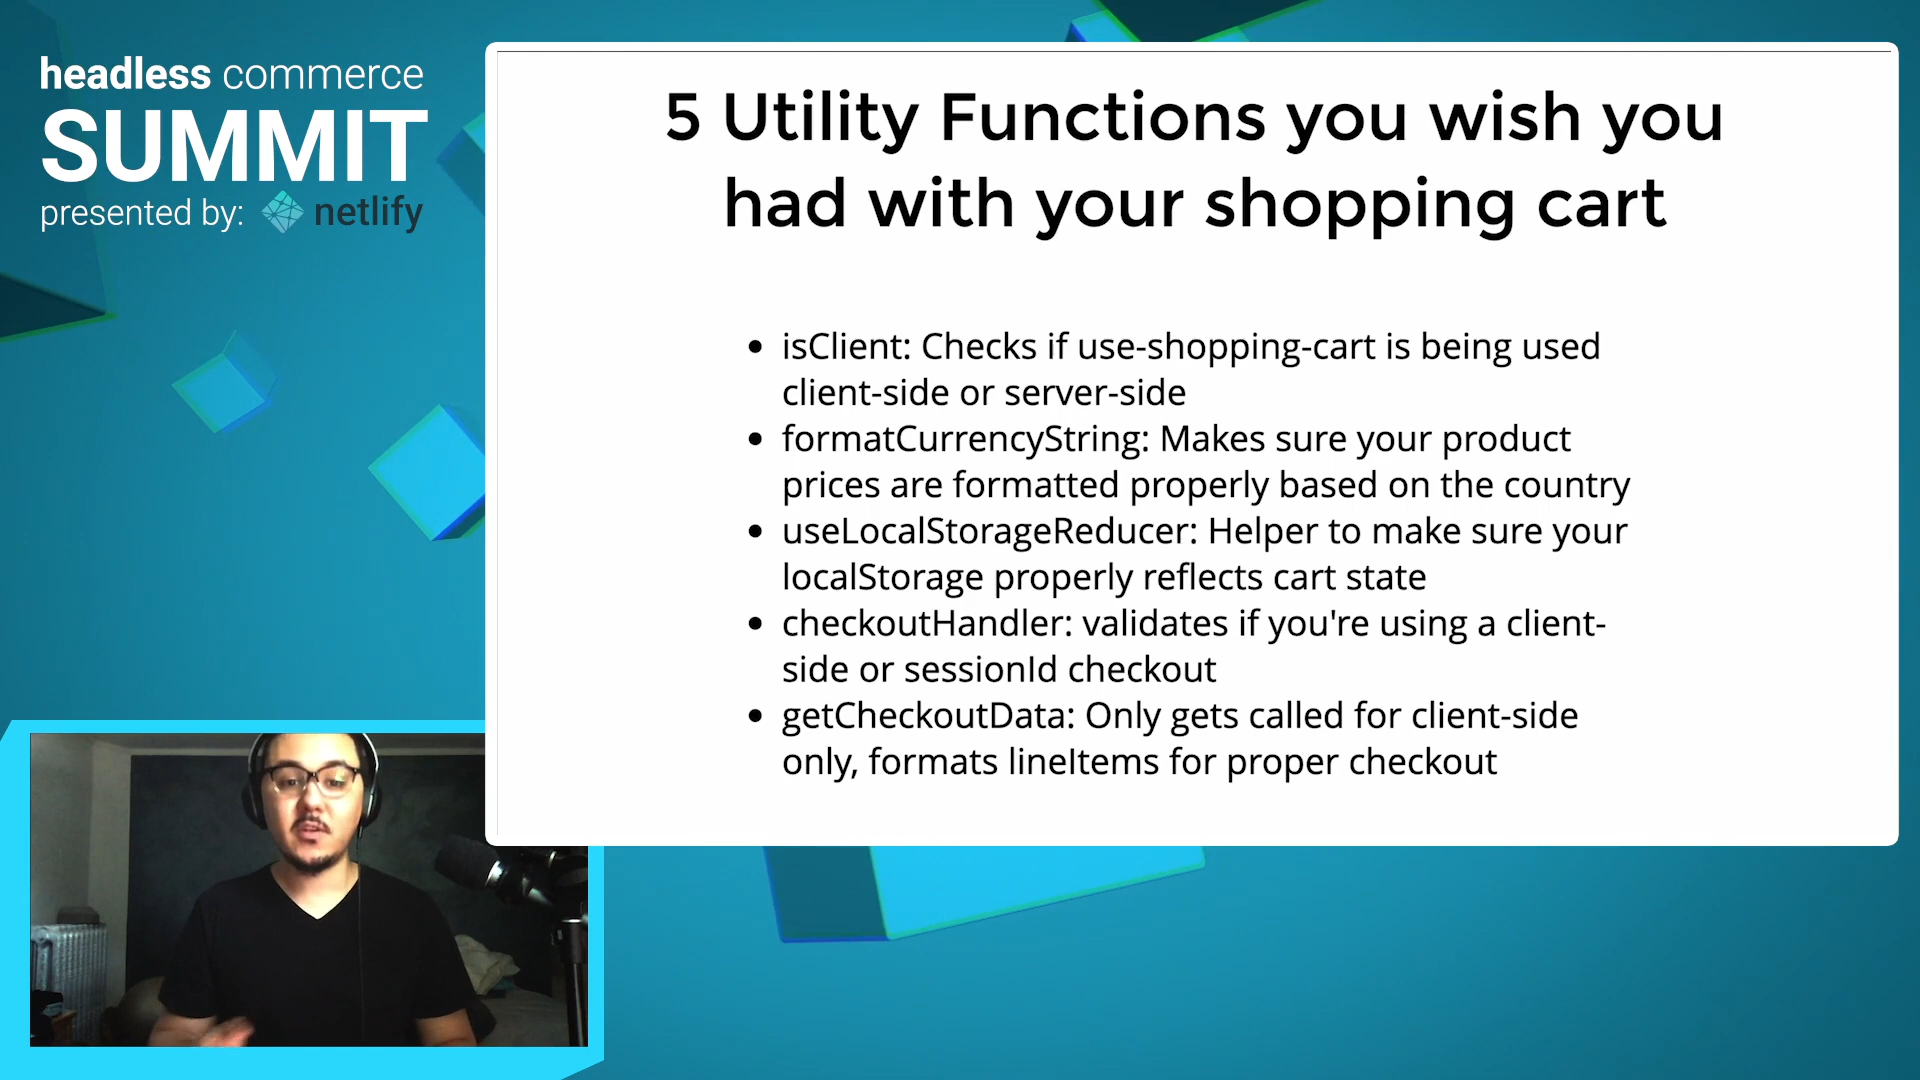 headless commerce
SUMMIT
presented by: netlify
5 Utility Functions you wish you
had with your shopping cart
• isClient: Checks if use-shopping-cart is being used
client-side or server-side
• formatCurrencyString: Makes sure your product
prices are formatted properly based on the country
• useLocalStorageReducer: Helper to make sure your
localStorage properly reflects cart state
• checkoutHandler: validates if you're using a client-
side or sessionId checkout
• getCheckoutData: Only gets called for client-side
only, formats lineItems for proper checkout